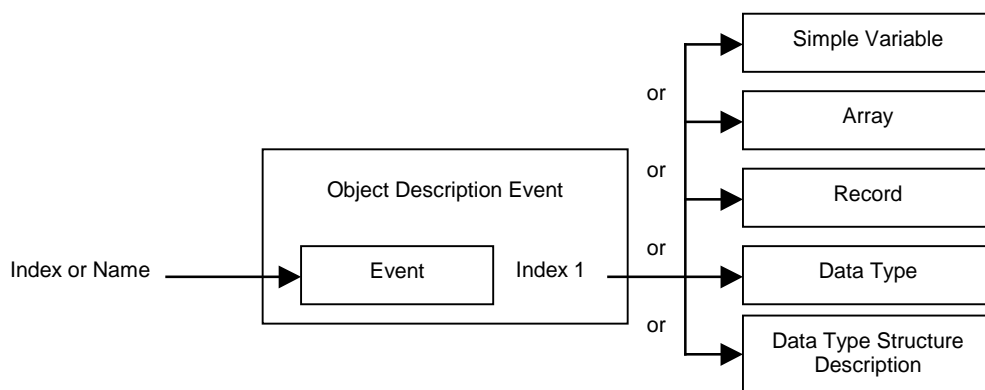 Simple Variable
or
Array
or
Object Description Event
Record
or
Index or Name
Event
Index 1
Data Type
or
Data Type Structure
Description